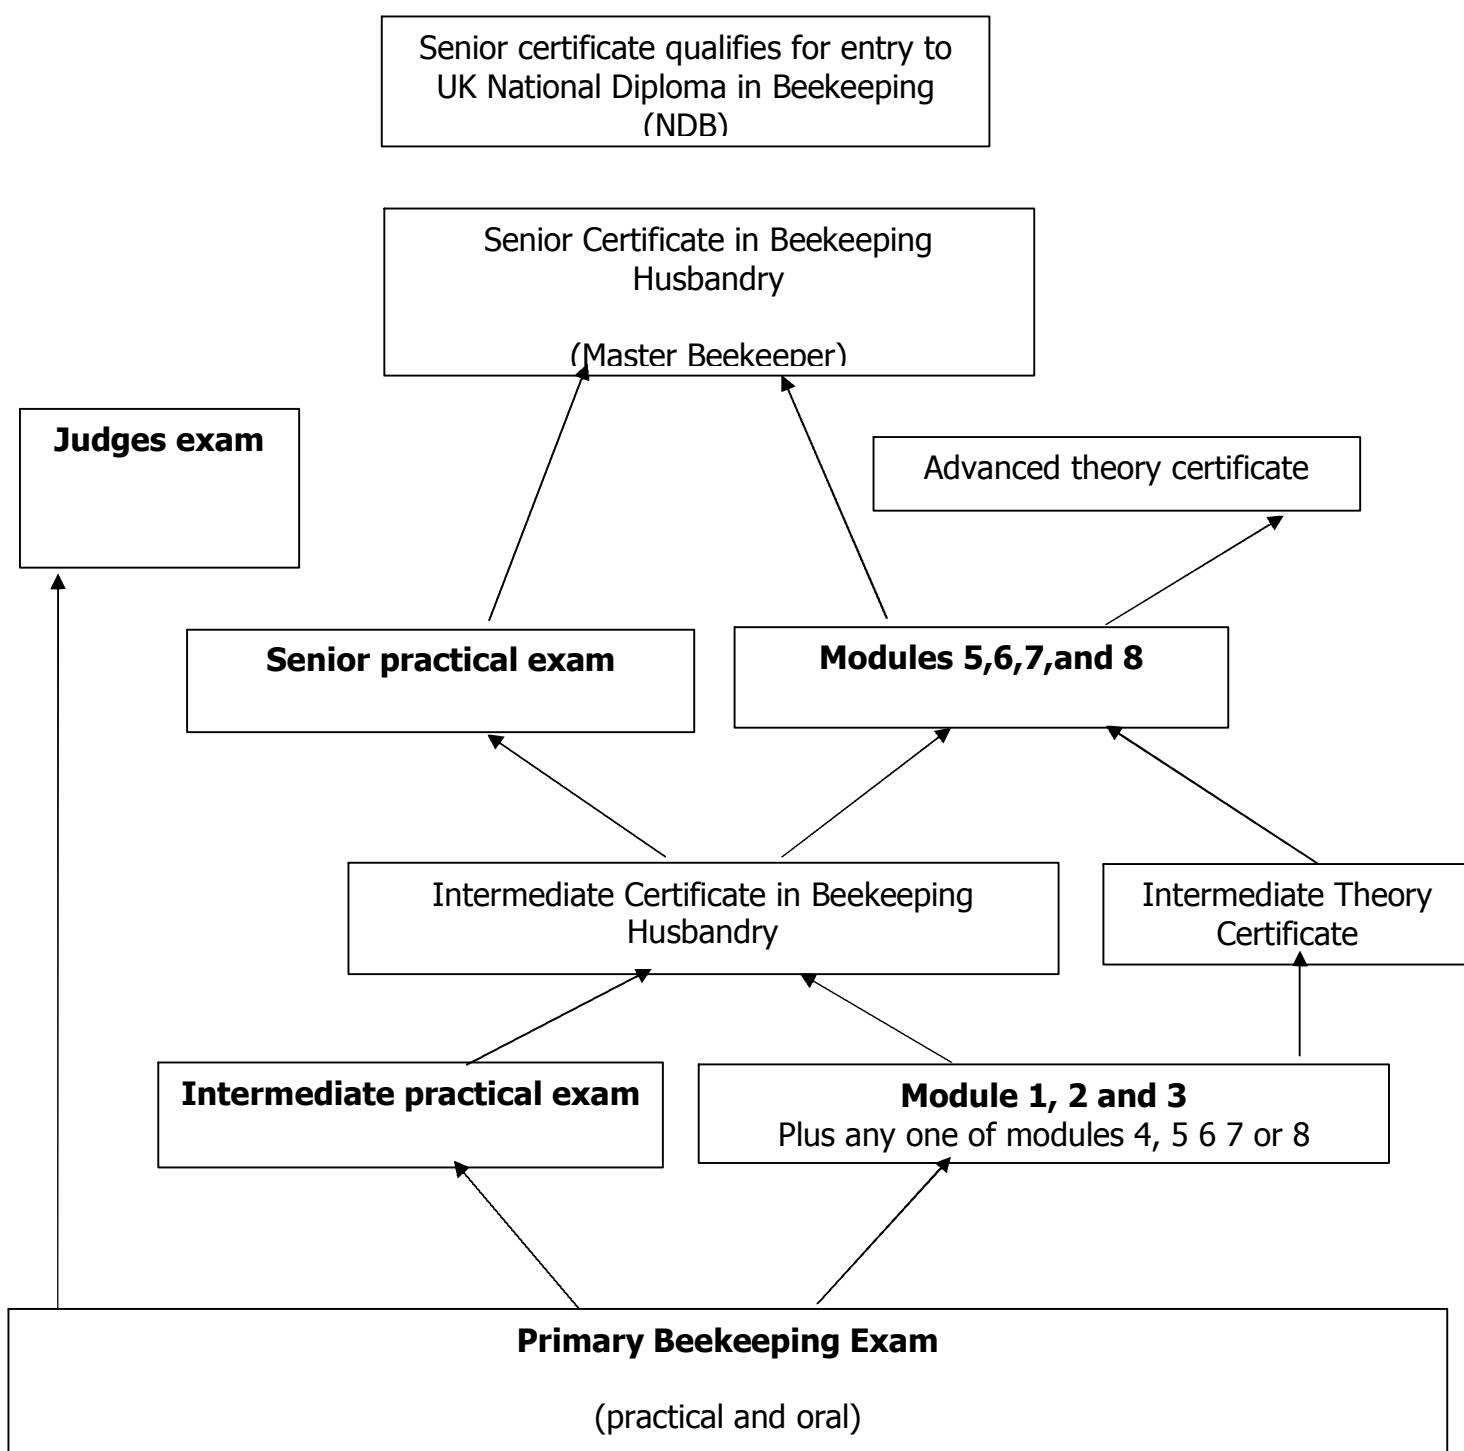 Senior certificate qualifies for entry to
UK National Diploma in Beekeeping
(NDB)
Senior Certificate in Beekeeping
Husbandry
(Master Beekeeper)
Judges exam
Advanced theory certificate
Senior practical exam
Modules 5,6,7,and 8
Intermediate Certificate in Beekeeping
Husbandry
Intermediate Theory
Certificate
Intermediate practical exam
Module 1, 2 and 3
Plus any one of modules 4, 5 6 7 or 8
Primary Beekeeping Exam
(practical and oral)